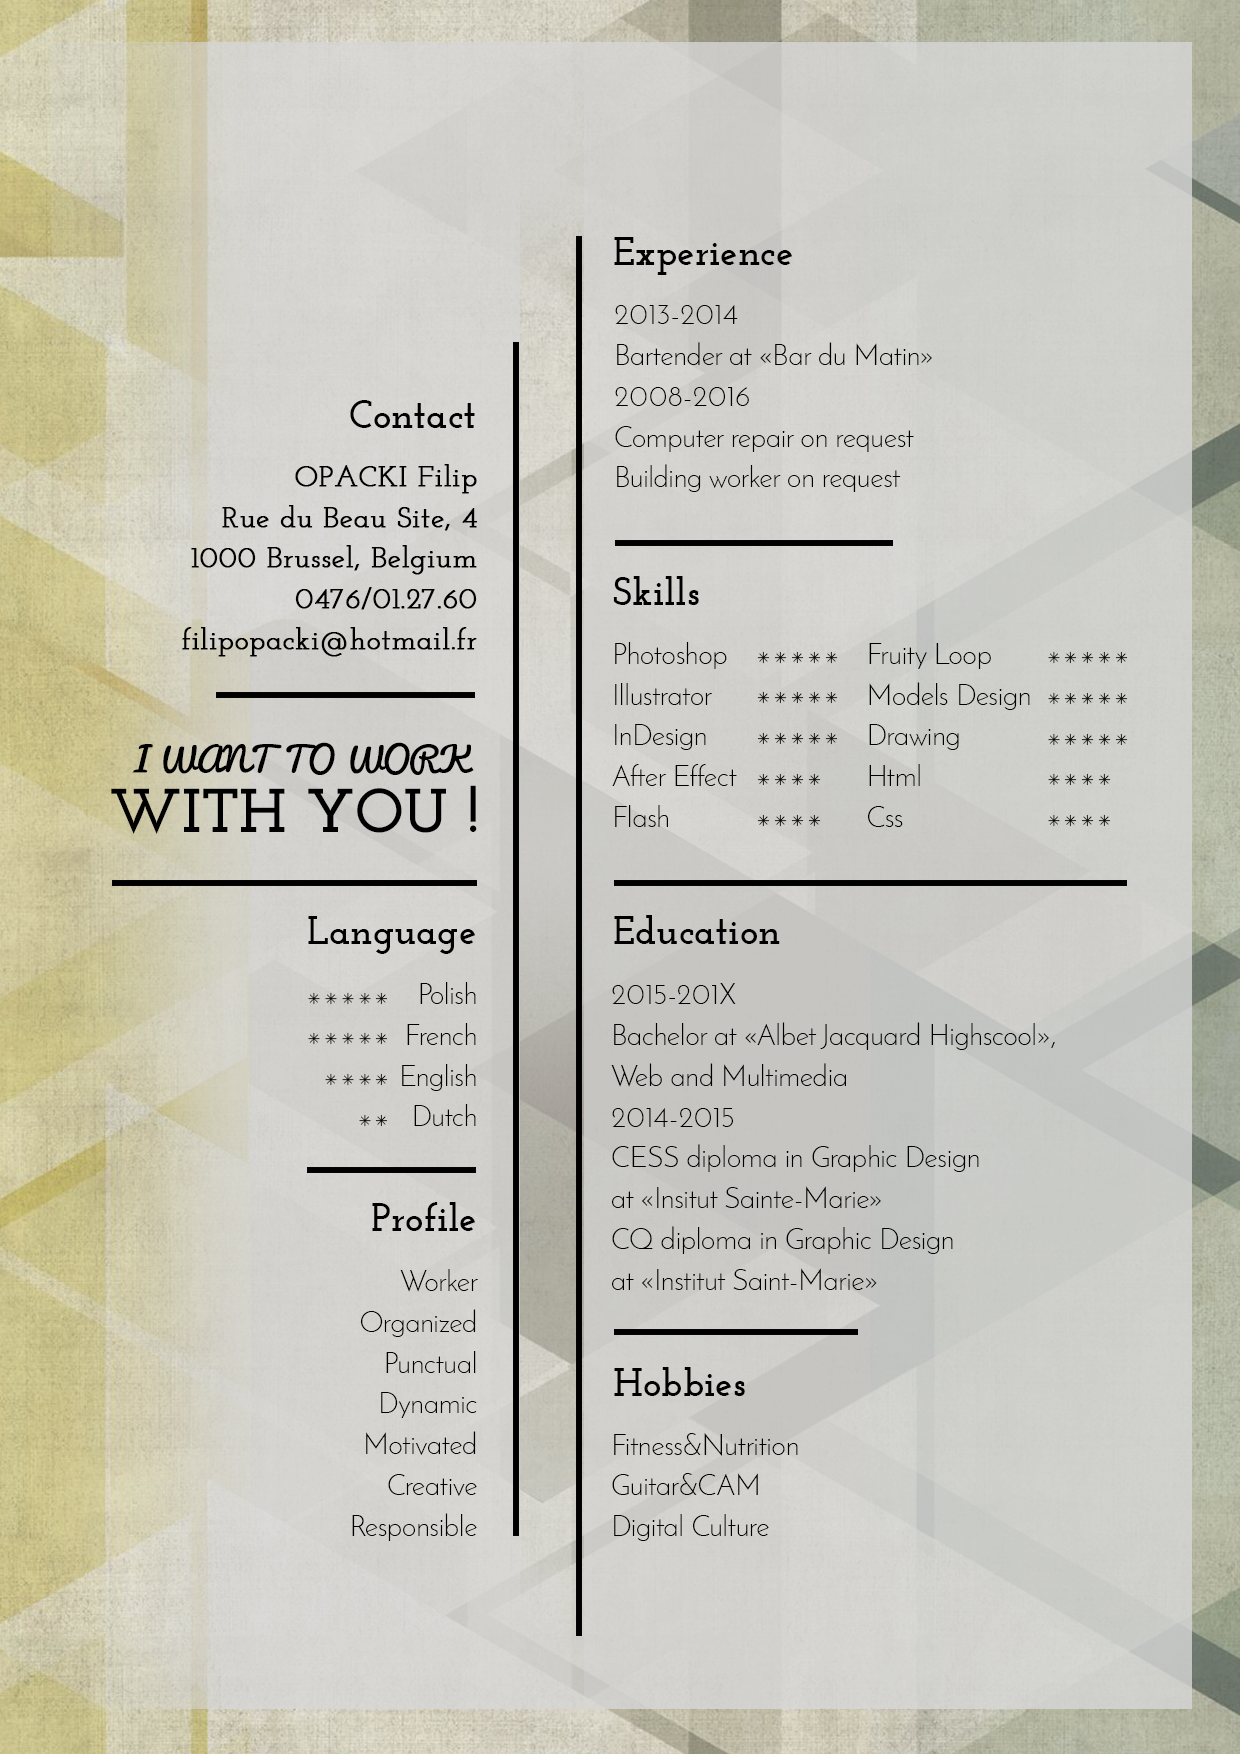 Contact
OPACKI Filip
Rue du Beau Site, 4
1000 Brussel, Belgium
0476/01.27.60
filipopacki@hotmail.fr
I WANT TO WORK
WITH YOU !
Language
***** Polish
***** French
**** English
** Dutch
Profile
Worker
Organized
Punctual
Dynamic
Motivated
Creative
Responsible
Experience
2013-2014
Bartender at «Bar du Matin»
2008-2016
Computer repair on request
Building worker on request
Skills
Photoshop ***** Fruity Loop *****
Illustrator ***** Models Design *****
InDesign ***** Drawing *****
After Effect **** Html ****
Flash **** Css ****
Education
2015-201X
Bachelor at «Albet Jacquard Highscool»,
Web and Multimedia
2014-2015
CESS diploma in Graphic Design
at «Insitut Sainte-Marie»
CQ diploma in Graphic Design
at «Institut Saint-Marie»
Hobbies
Fitness&Nutrition
Guitar&CAM
Digital Culture